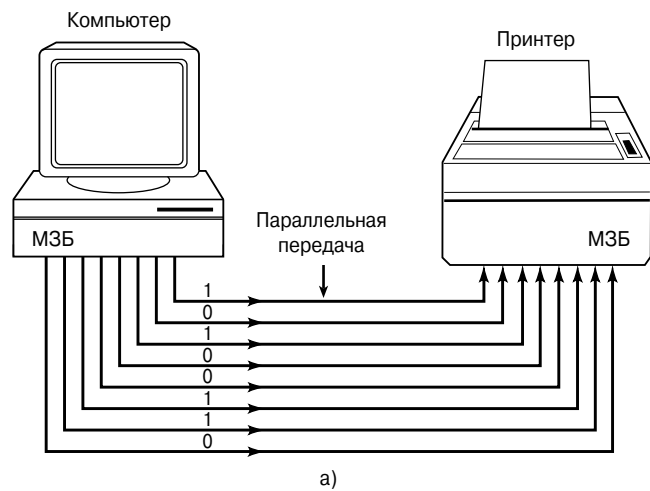 Компьютер
Принтер
МЗБ
Параллельная
передача
МЗБ
1
0
1
0
0
1
1
0
а)